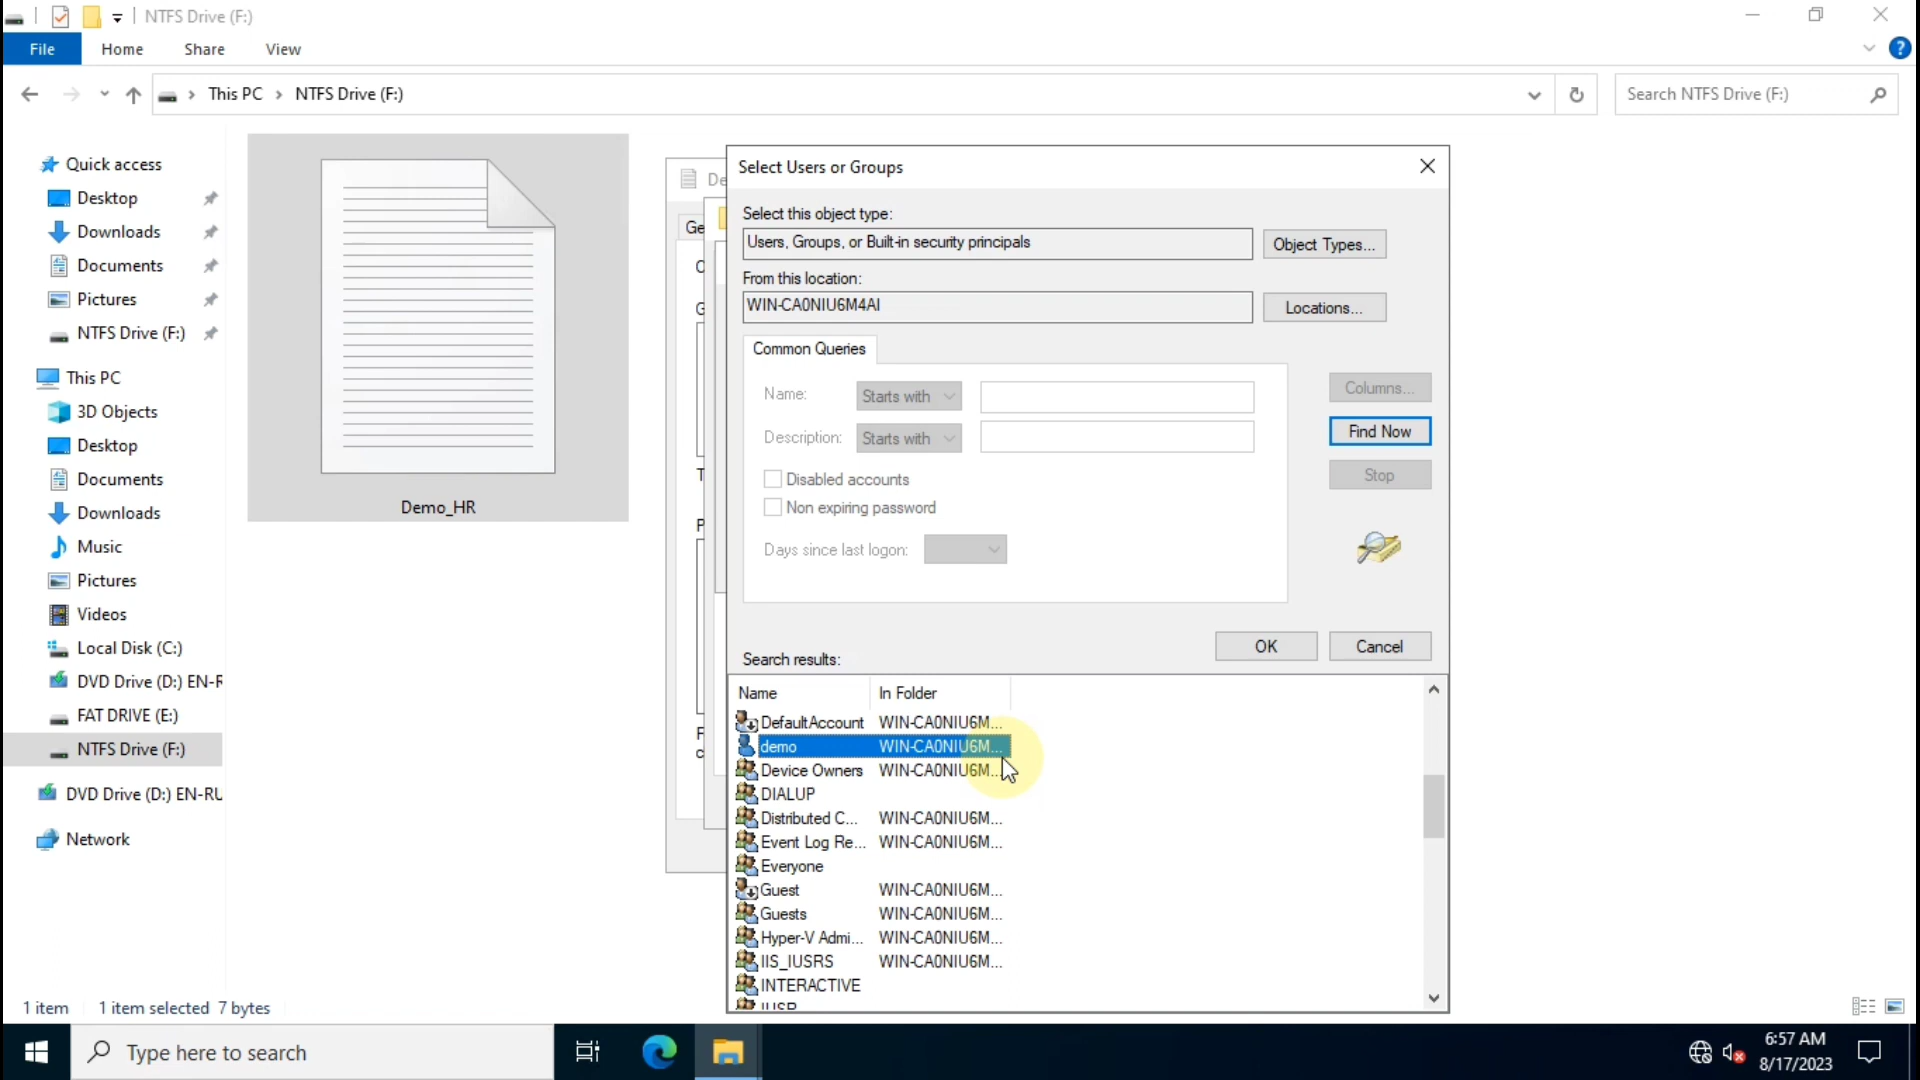 NTFS Drive (F:)
File Home Share View
This PC NTFS Drive (F:)
Search NTFS Drive (F:)
Quick access
Desktop
Downloads
Documents
Pictures
NTFS Drive (F:)
This PC
3D Objects
Desktop
Documents
Downloads
Music
Pictures
Videos
Local Disk (C:)
DVD Drive (D:) EN-R
FAT DRIVE (E:)
NTFS Drive (F:)
DVD Drive (D:) EN-RU
Network
Demo_HR
De
Ge
Select Users or Groups
Select this object type:
Users, Groups, or Built-in security principals
Object Types...
From this location:
WIN-CA0NIU6M4AI
Locations...
Common Queries
Name: Starts with
Description: Starts with
Disabled accounts
Non expiring password
Days since last logon:
Columns...
Find Now
Stop
OK
Cancel
Search results:
Name In Folder
DefaultAccount WIN-CA0NIU6M...
demo WIN-CA0NIU6M...
Device Owners WIN-CA0NIU6M...
DIALUP
Distributed C... WIN-CA0NIU6M...
Event Log Re... WIN-CA0NIU6M...
Everyone
Guest WIN-CA0NIU6M...
Guests WIN-CA0NIU6M...
Hyper-V Admi... WIN-CA0NIU6M...
IIS_IUSRS WIN-CA0NIU6M...
INTERACTIVE
IUSR
1 item 1 item selected 7 bytes
Type here to search
6:57 AM
8/17/2023